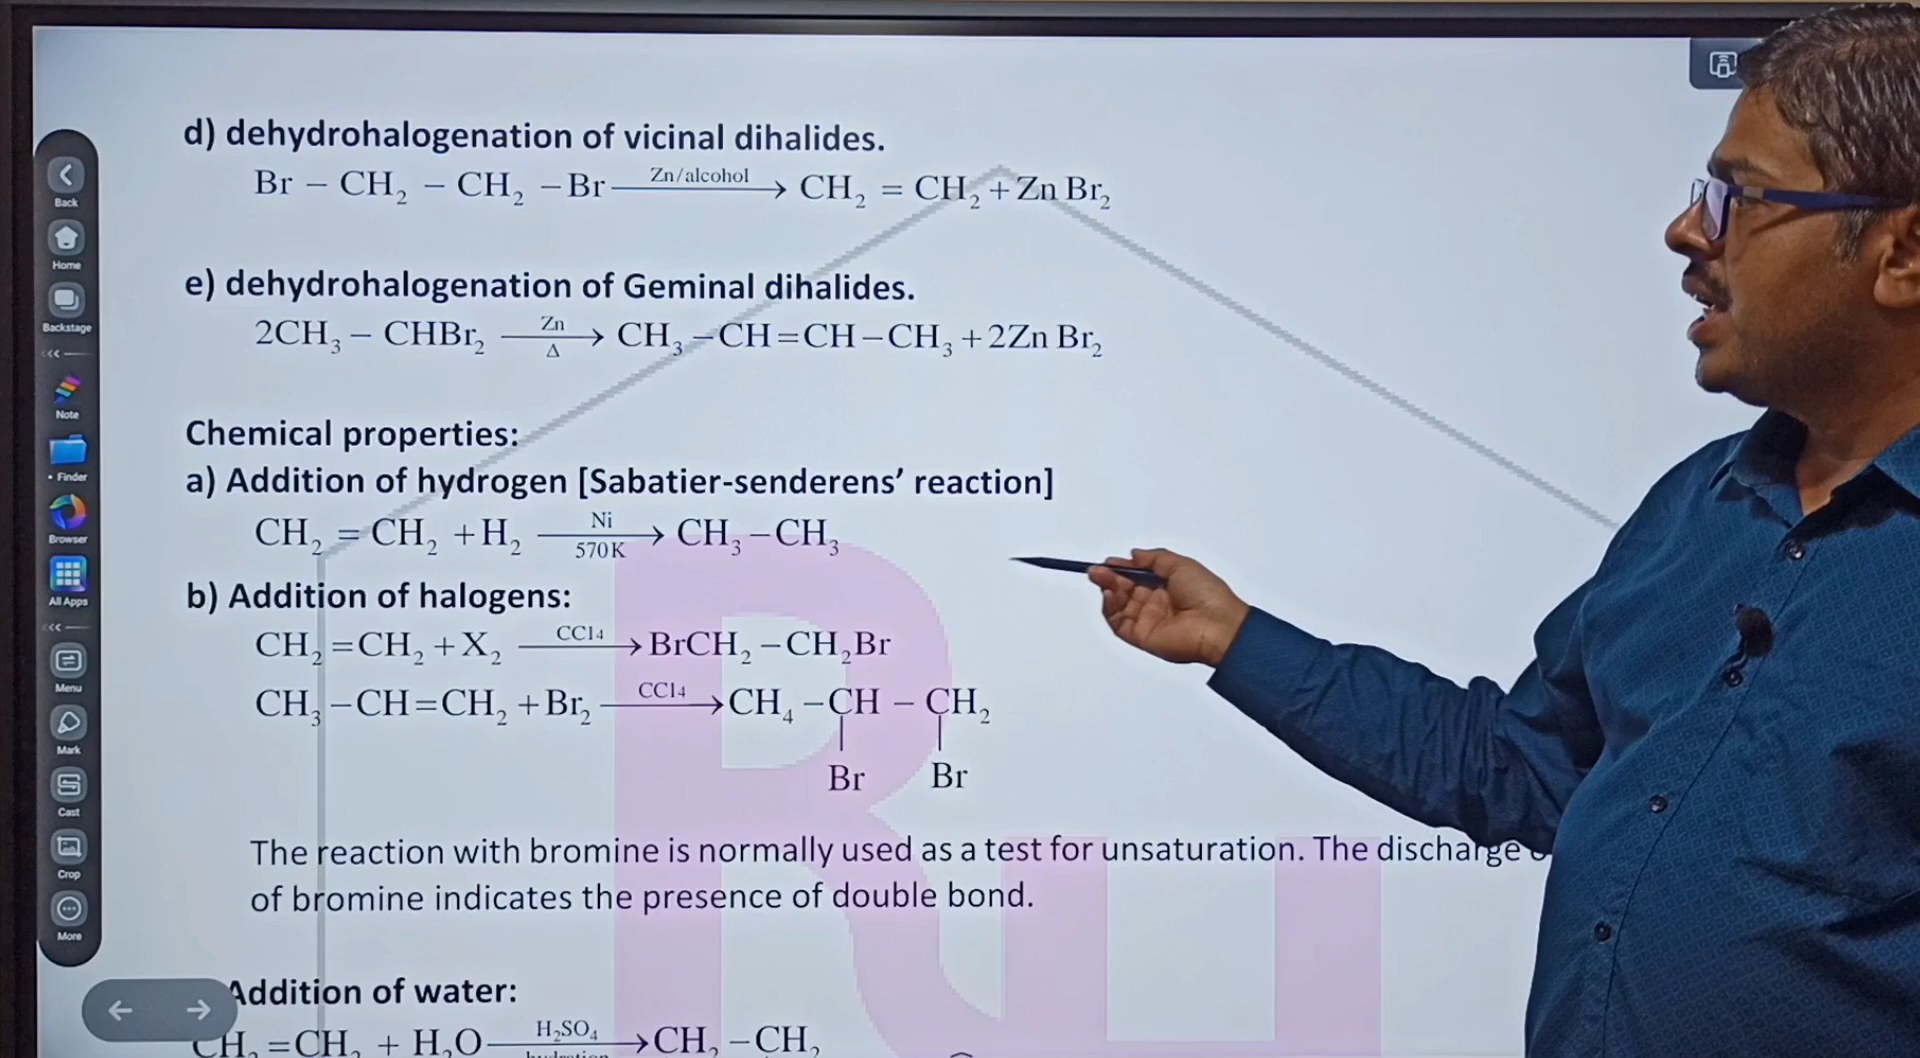 d) dehydrohalogenation of vicinal dihalides.
Br – CH₂ – CH₂ – Br —Zn/alcohol→ CH₂ = CH₂ + Zn Br₂
e) dehydrohalogenation of Geminal dihalides.
2CH₃ – CHBr₂ —Zn/Δ→ CH₃ – CH = CH – CH₃ + 2Zn Br₂
Chemical properties:
a) Addition of hydrogen [Sabatier-senderens’ reaction]
CH₂ = CH₂ + H₂ —Ni/570K→ CH₃ – CH₃
b) Addition of halogens:
CH₂ = CH₂ + X₂ —CCl4→ BrCH₂ – CH₂Br
CH₃ – CH = CH₂ + Br₂ —CCl4→ CH₄ – CH – CH₂
Br Br
The reaction with bromine is normally used as a test for unsaturation. The discharge
of bromine indicates the presence of double bond.
Addition of water:
CH₂ = CH₂ + H₂O —H₂SO₄→ CH₂ – CH₂
Back
Home
Backstage
Note
Finder
Browser
All Apps
Menu
Mark
Cast
Crop
More